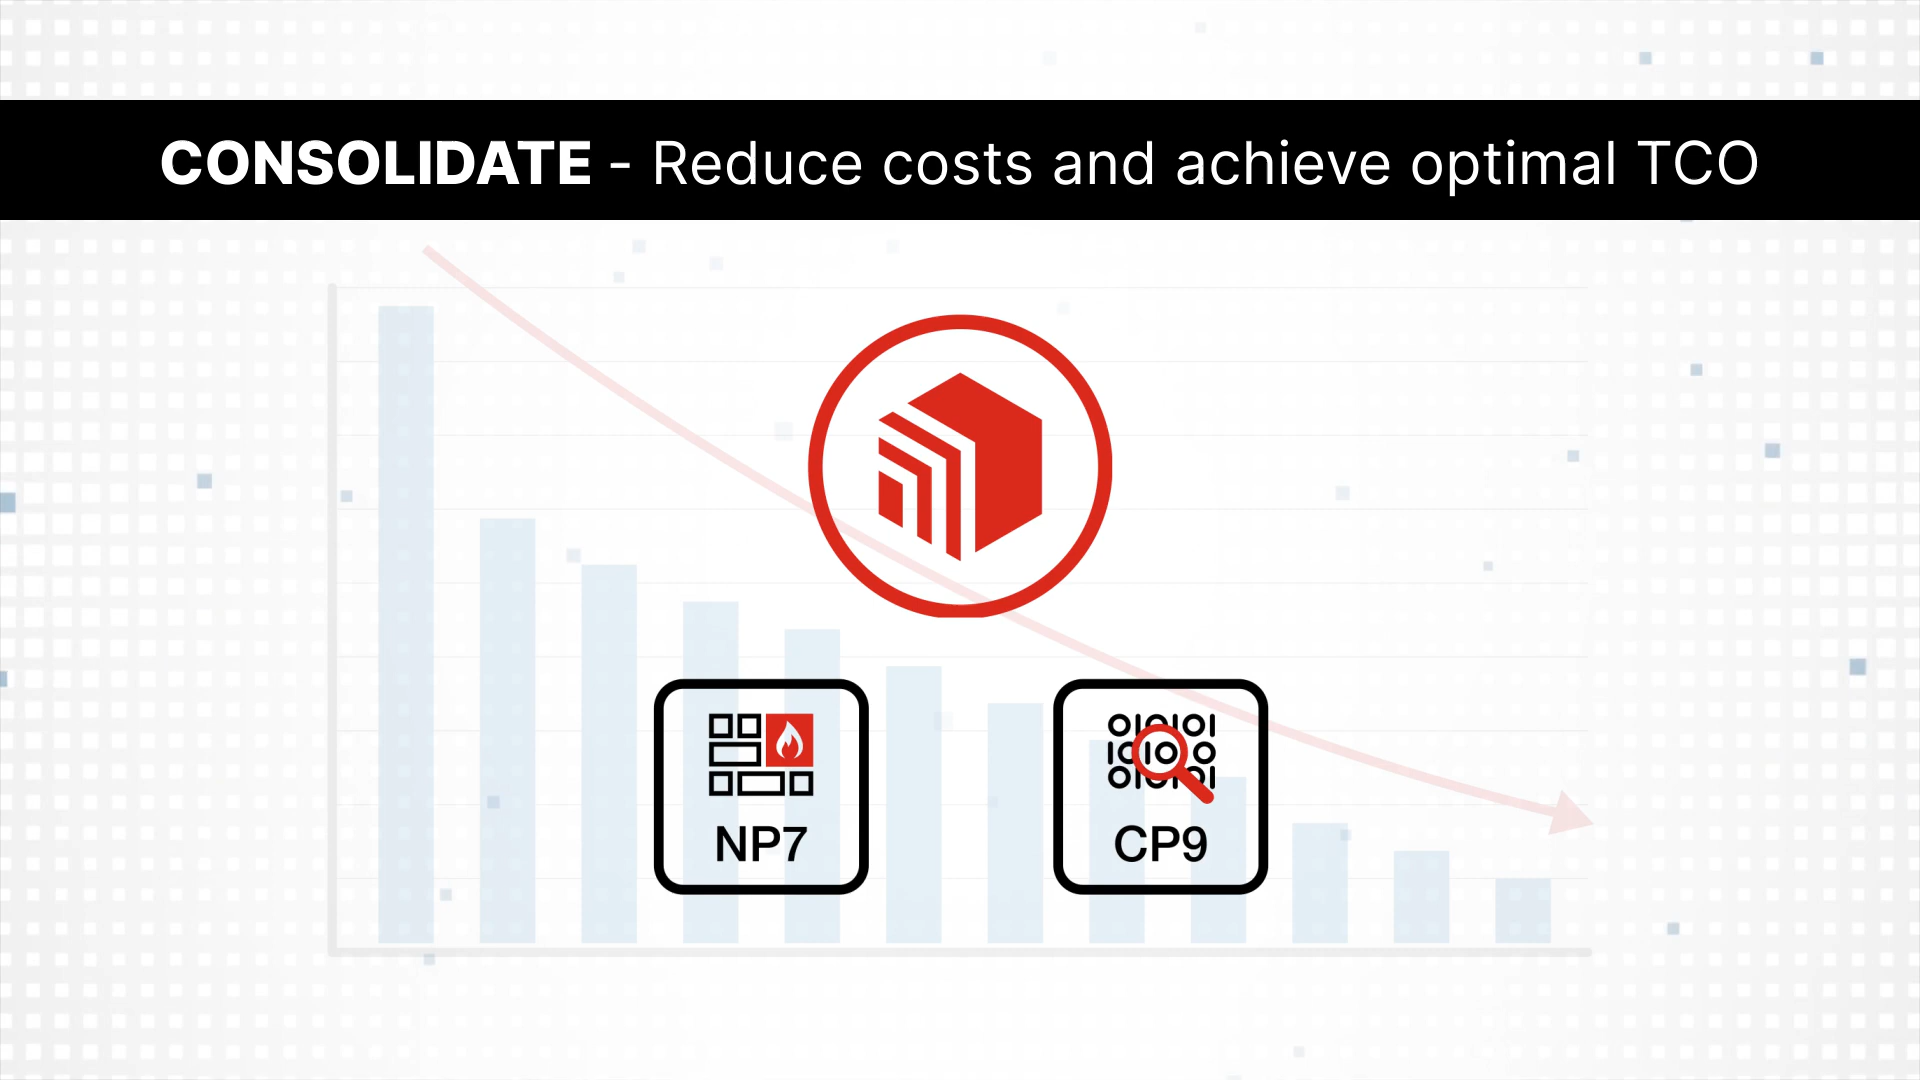 CONSOLIDATE - Reduce costs and achieve optimal TCO
NP7
CP9